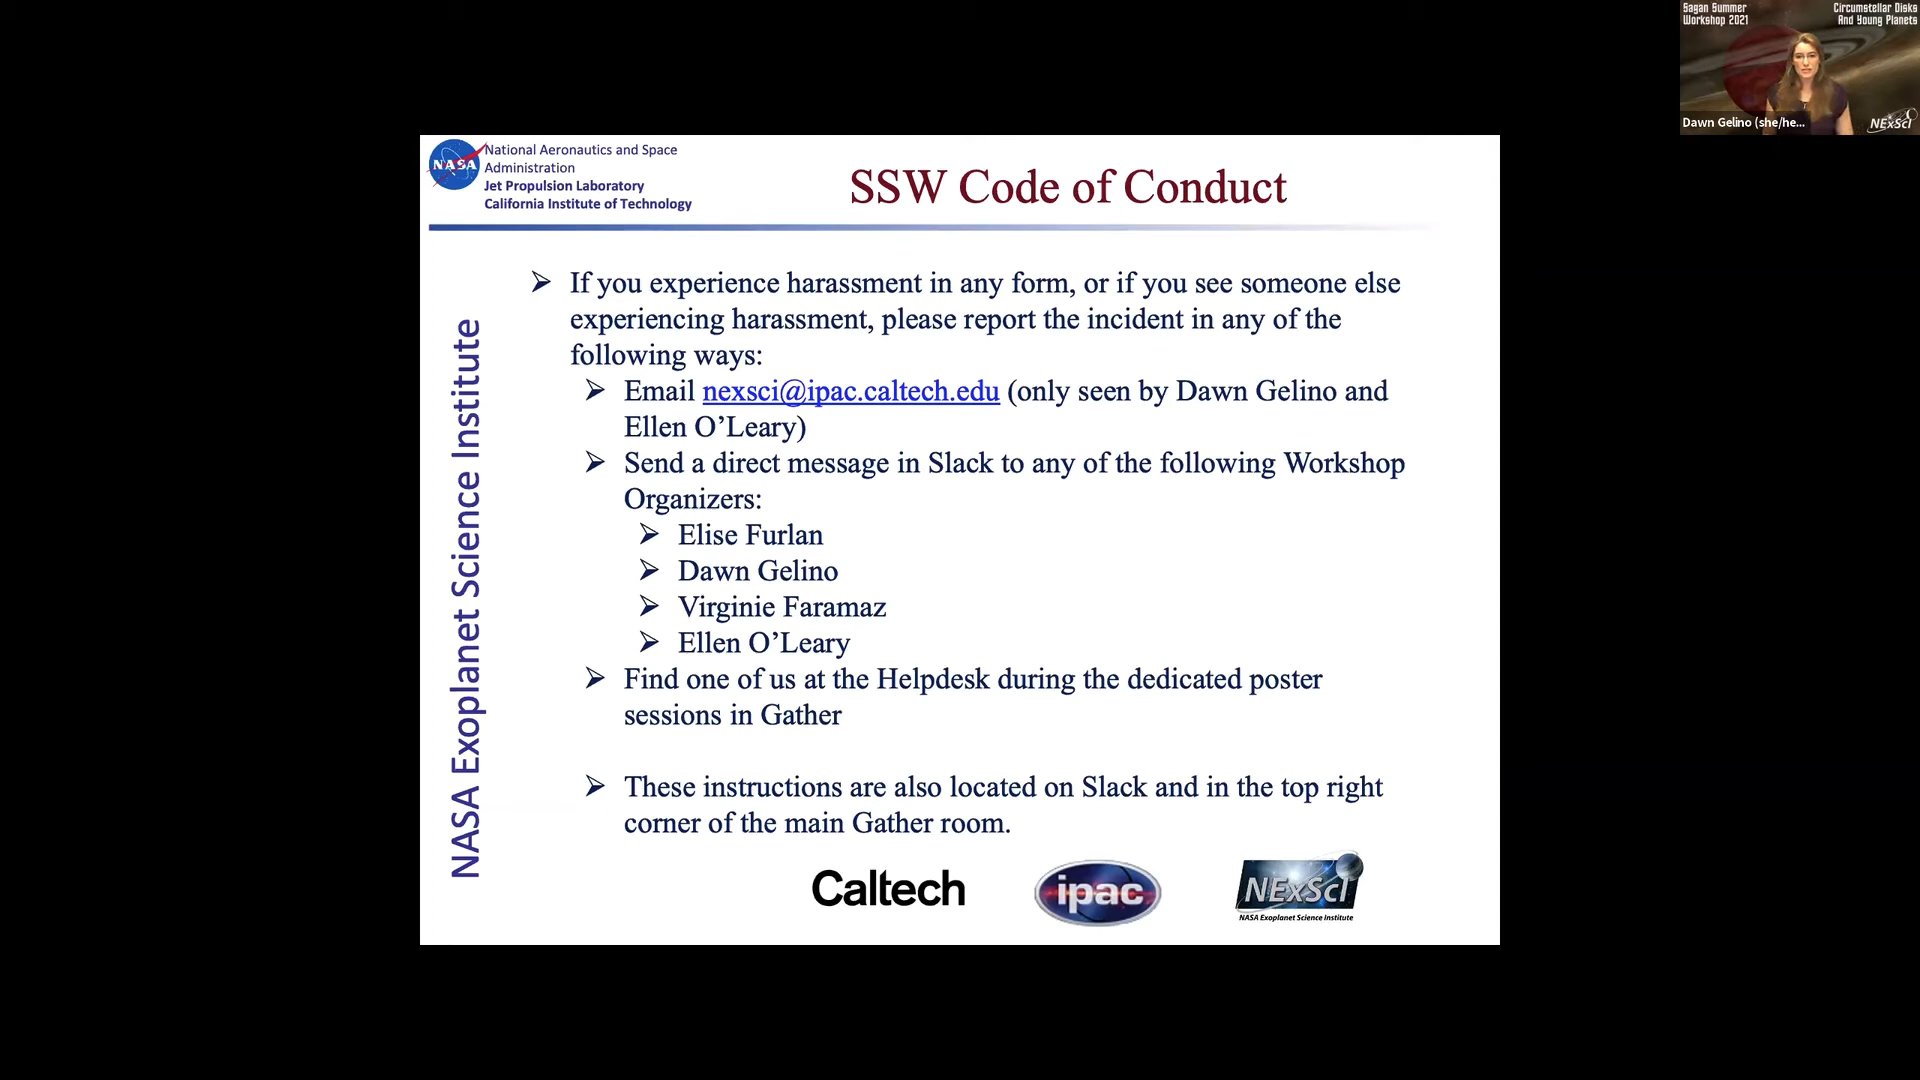 National Aeronautics and Space
Administration
Jet Propulsion Laboratory
California Institute of Technology
SSW Code of Conduct
NASA
NASA Exoplanet Science Institute
➢ If you experience harassment in any form, or if you see someone else
experiencing harassment, please report the incident in any of the
following ways:
➢ Email nexsci@ipac.caltech.edu (only seen by Dawn Gelino and
Ellen O’Leary)
➢ Send a direct message in Slack to any of the following Workshop
Organizers:
➢ Elise Furlan
➢ Dawn Gelino
➢ Virginie Faramaz
➢ Ellen O’Leary
➢ Find one of us at the Helpdesk during the dedicated poster
sessions in Gather
➢ These instructions are also located on Slack and in the top right
corner of the main Gather room.
Caltech
ipac
NExScI
NASA Exoplanet Science Institute
Sagan Summer
Workshop 2021
Circumstellar Disks
And Young Planets
Dawn Gelino (she/he...
NExScI